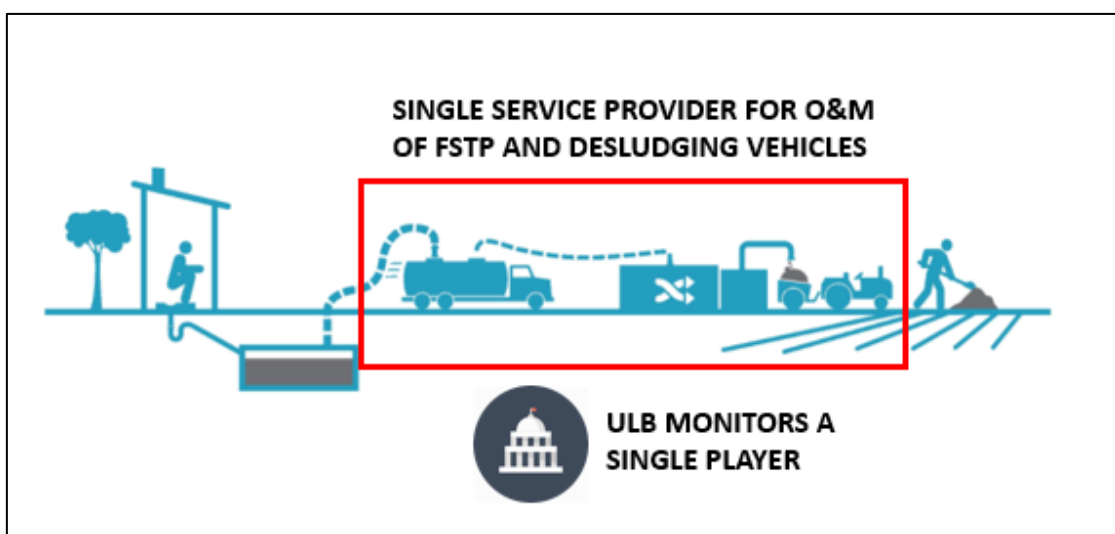 SINGLE SERVICE PROVIDER FOR O&M
OF FSTP AND DESLUDGING VEHICLES
ULB MONITORS A
SINGLE PLAYER